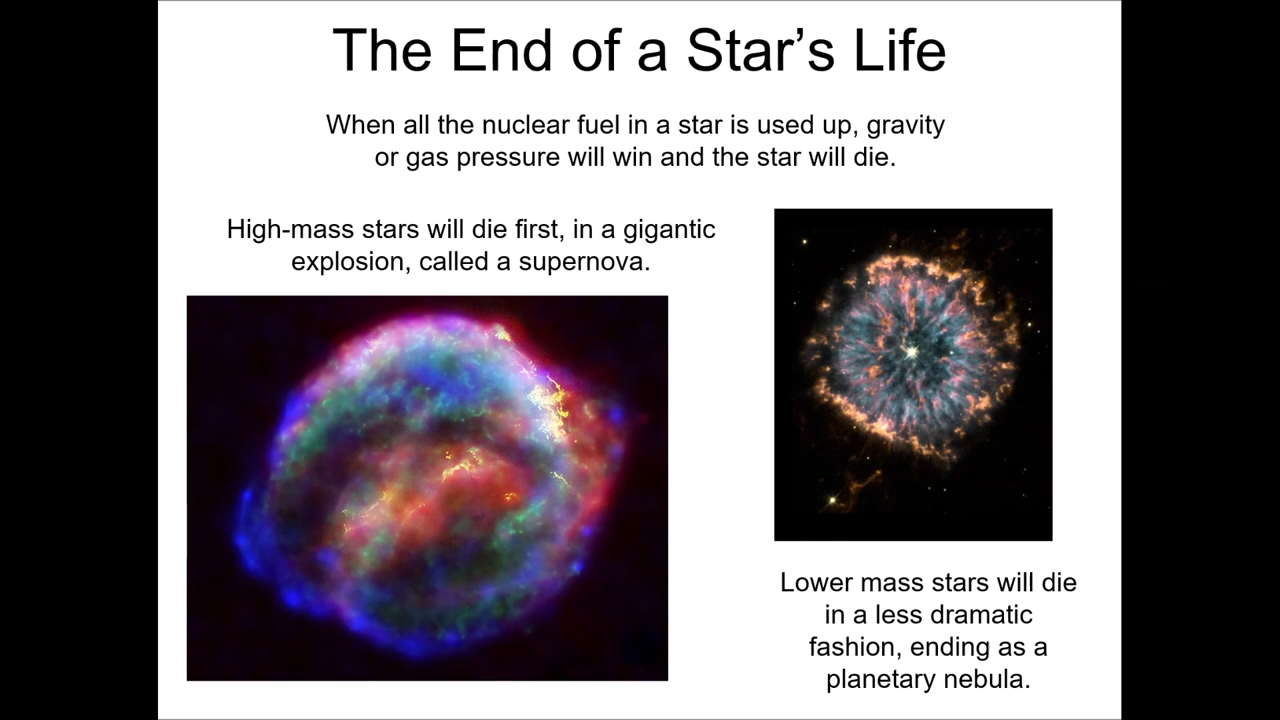 The End of a Star’s Life
When all the nuclear fuel in a star is used up, gravity
or gas pressure will win and the star will die.
High-mass stars will die first, in a gigantic
explosion, called a supernova.
Lower mass stars will die
in a less dramatic
fashion, ending as a
planetary nebula.